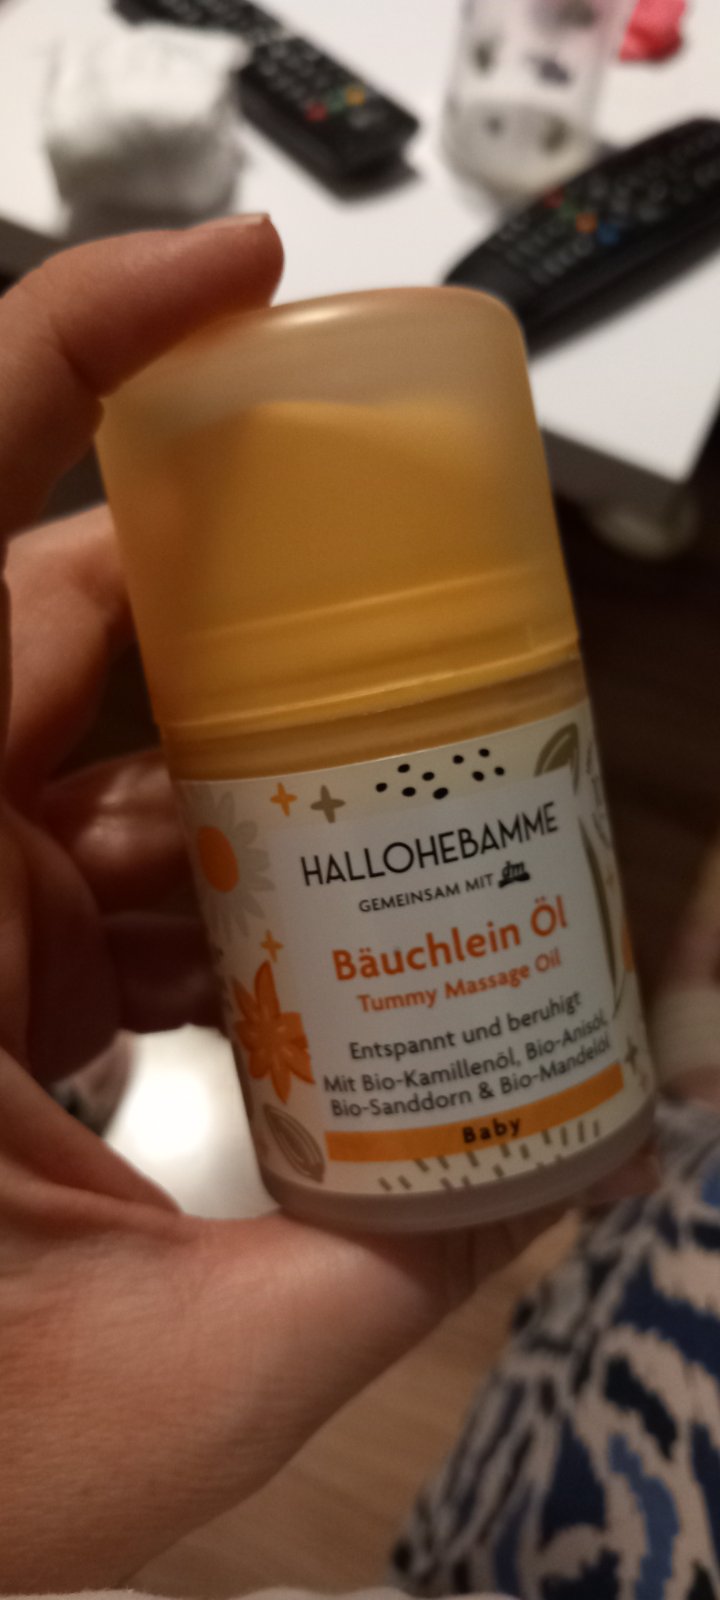 HALLOHEBAMME
GEMEINSAM MIT dm
Bäuchlein Öl
Tummy Massage Oil
Entspannt und beruhigt
Mit Bio-Kamillenöl, Bio-Anisöl,
Bio-Sanddorn & Bio-Mandelöl
Baby